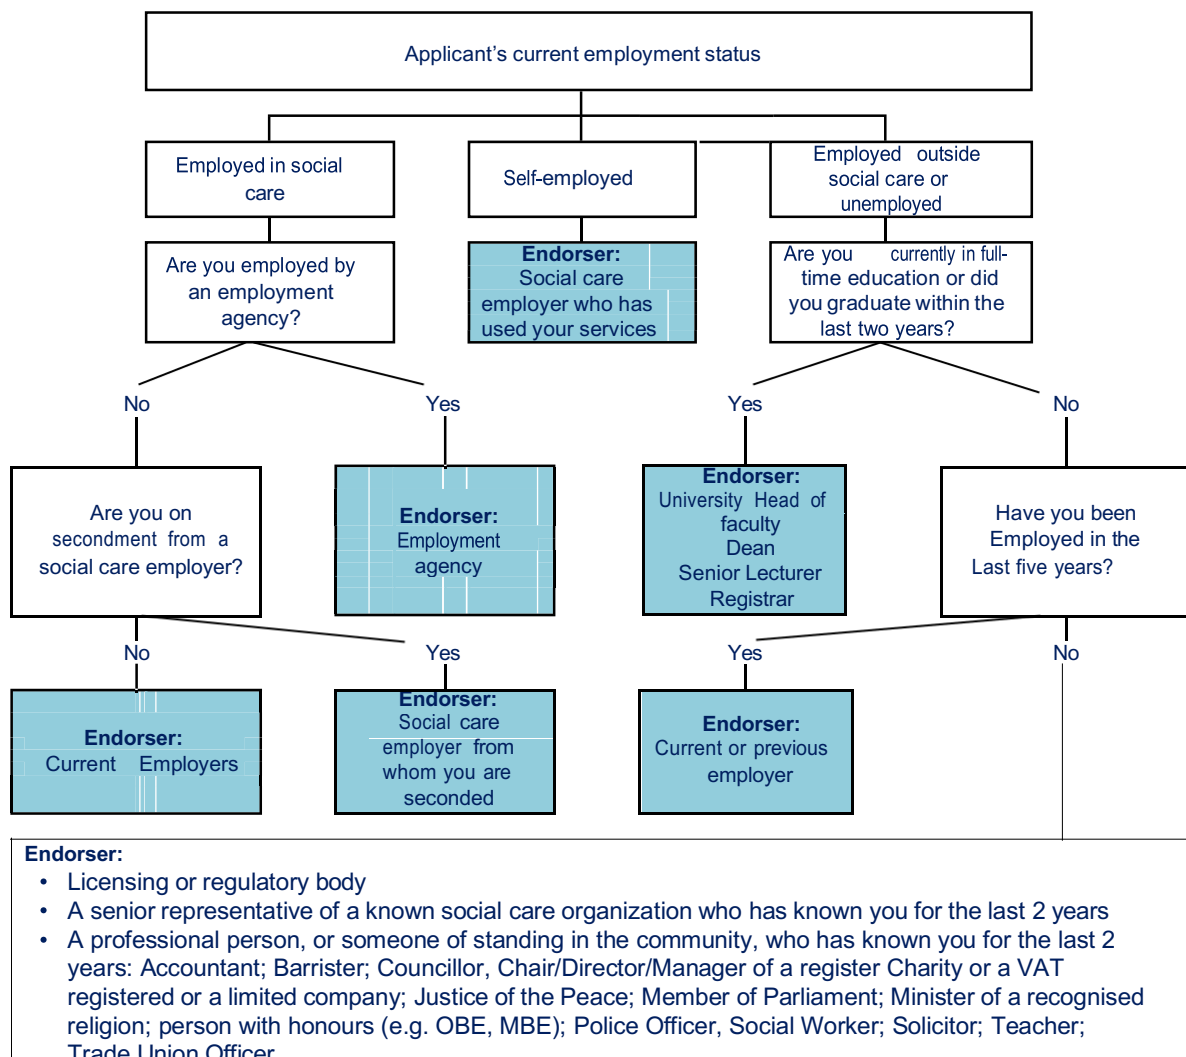 Applicant’s current employment status
Employed in social
care
Self-employed
Employed outside
social care or
unemployed
Are you employed by
an employment
agency?
Endorser:
Social care
employer who has
used your services
Are you currently in full-
time education or did
you graduate within the
last two years?
No
Yes
Yes
No
Are you on
secondment from a
social care employer?
Endorser:
Employment
agency
Endorser:
University Head of
faculty
Dean
Senior Lecturer
Registrar
Have you been
Employed in the
Last five years?
No
Yes
Yes
No
Endorser:
Current Employers
Endorser:
Social care
employer from
whom you are
seconded
Endorser:
Current or previous
employer
Endorser:
• Licensing or regulatory body
• A senior representative of a known social care organization who has known you for the last 2 years
• A professional person, or someone of standing in the community, who has known you for the last 2
years: Accountant; Barrister; Councillor, Chair/Director/Manager of a register Charity or a VAT
registered or a limited company; Justice of the Peace; Member of Parliament; Minister of a recognised
religion; person with honours (e.g. OBE, MBE); Police Officer, Social Worker; Solicitor; Teacher;
Trade Union Officer